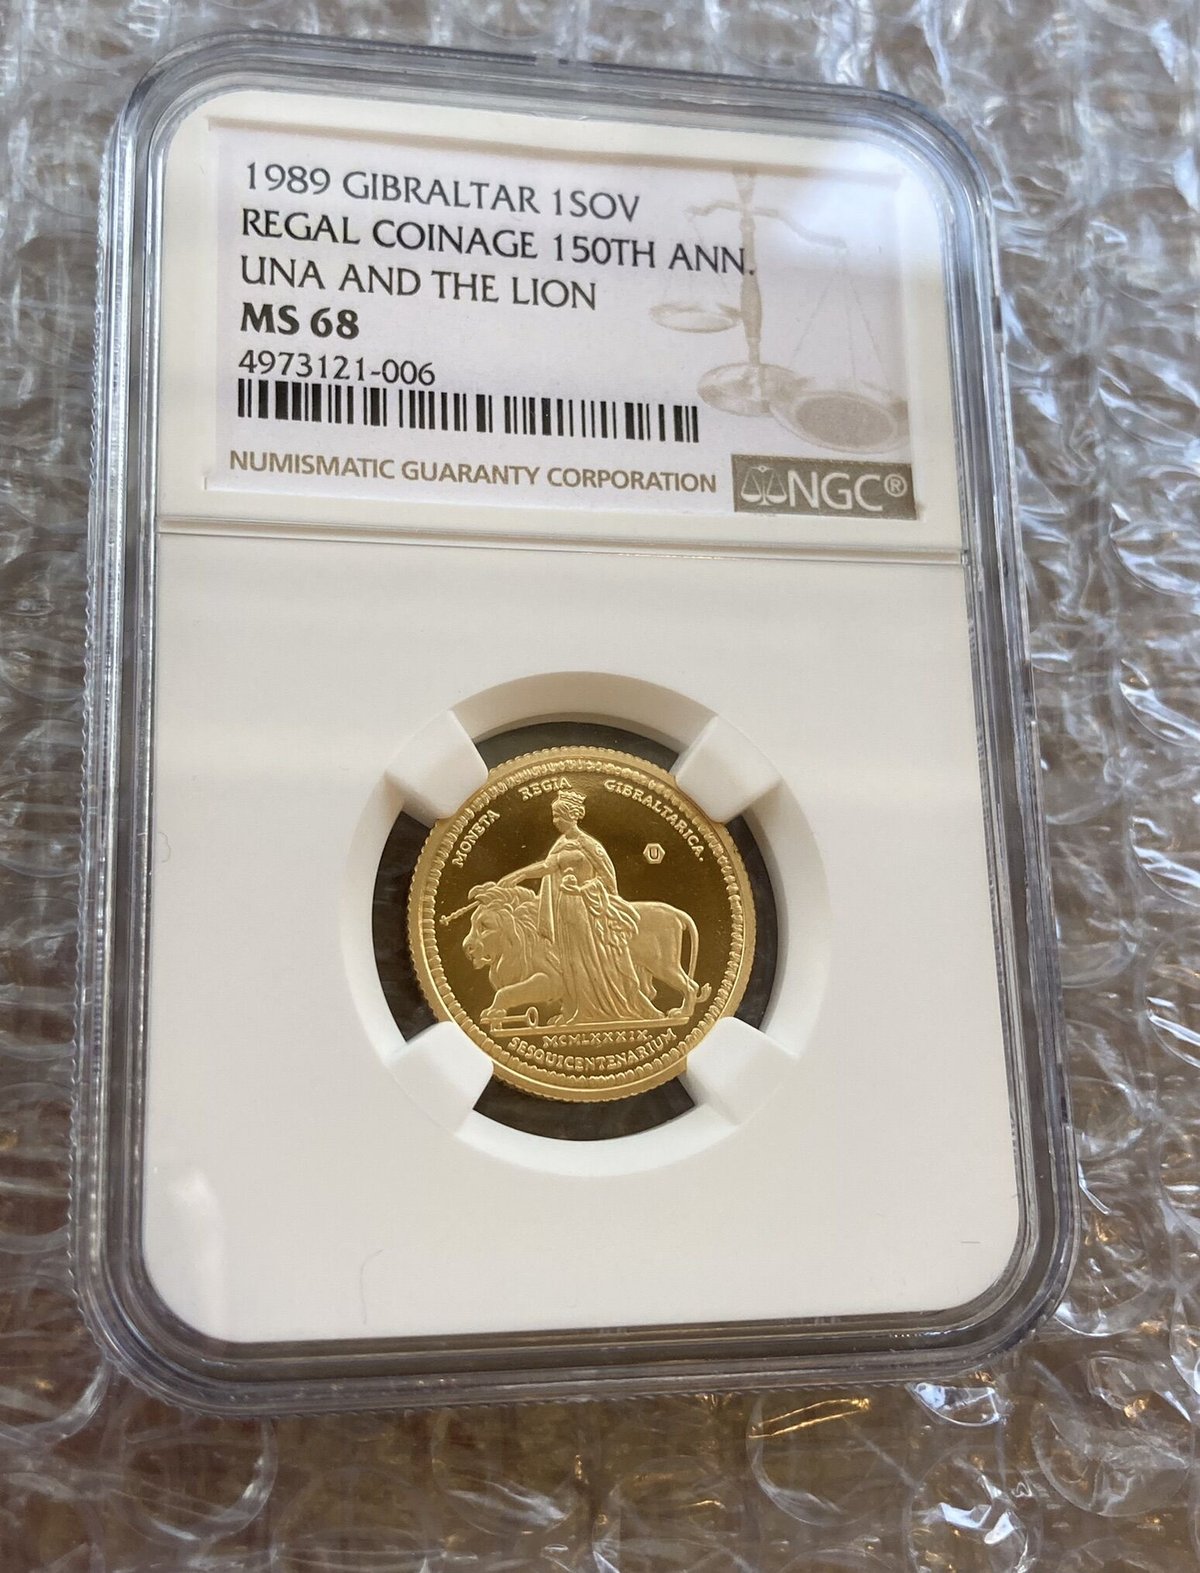 1989 GIBRALTAR 1SOV
REGAL COINAGE 150TH ANN.
UNA AND THE LION
MS 68
4973121-006
NUMISMATIC GUARANTY CORPORATION
NGC®
MONETA REGIA GIBRALTARICA.
U
MCMLXXXIX
SESQUICENTENARIUM